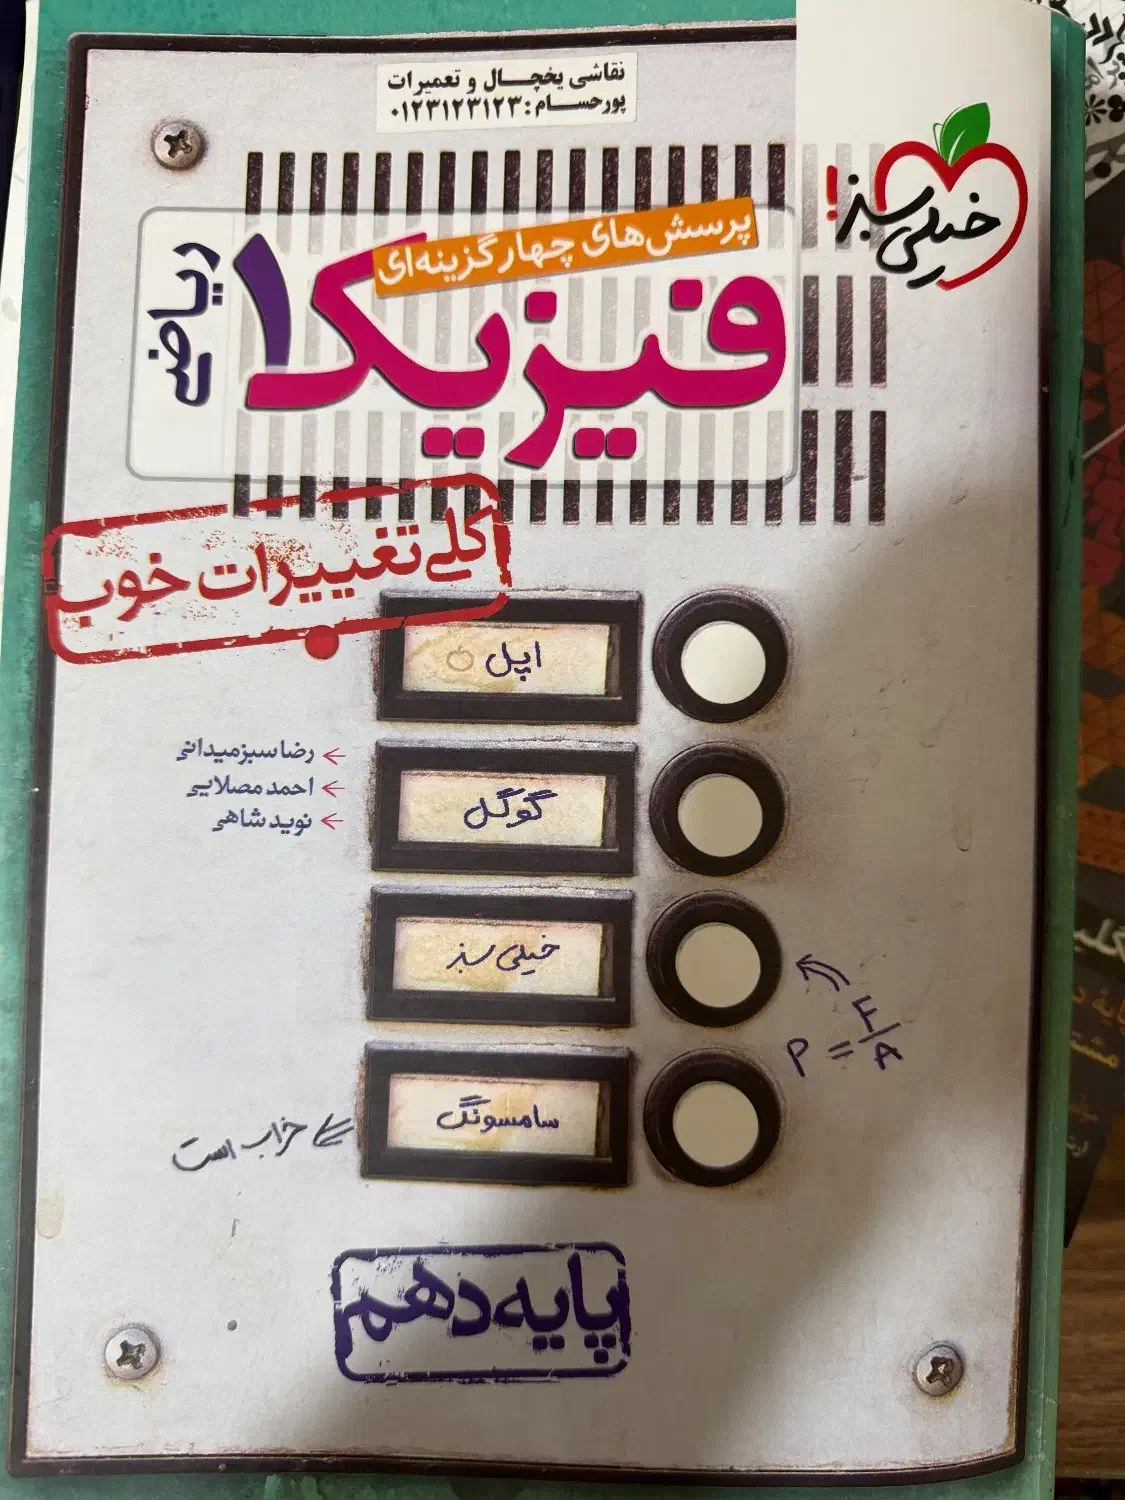 نقاشی یخچال و تعمیرات
پورحسام: ۰۱۲۳۱۲۳۱۲۳
خیلی سبز!
پرسش‌های چهارگزینه‌ای
فیزیک ۱
ریاضی
کلی تغییرات خوب
اپل
رضا سبزمیدانی
احمد مصلایی
نوید شاهی
گوگل
خیلی سبز
P = F/A
سامسونگ
خراب است
پایه دهم